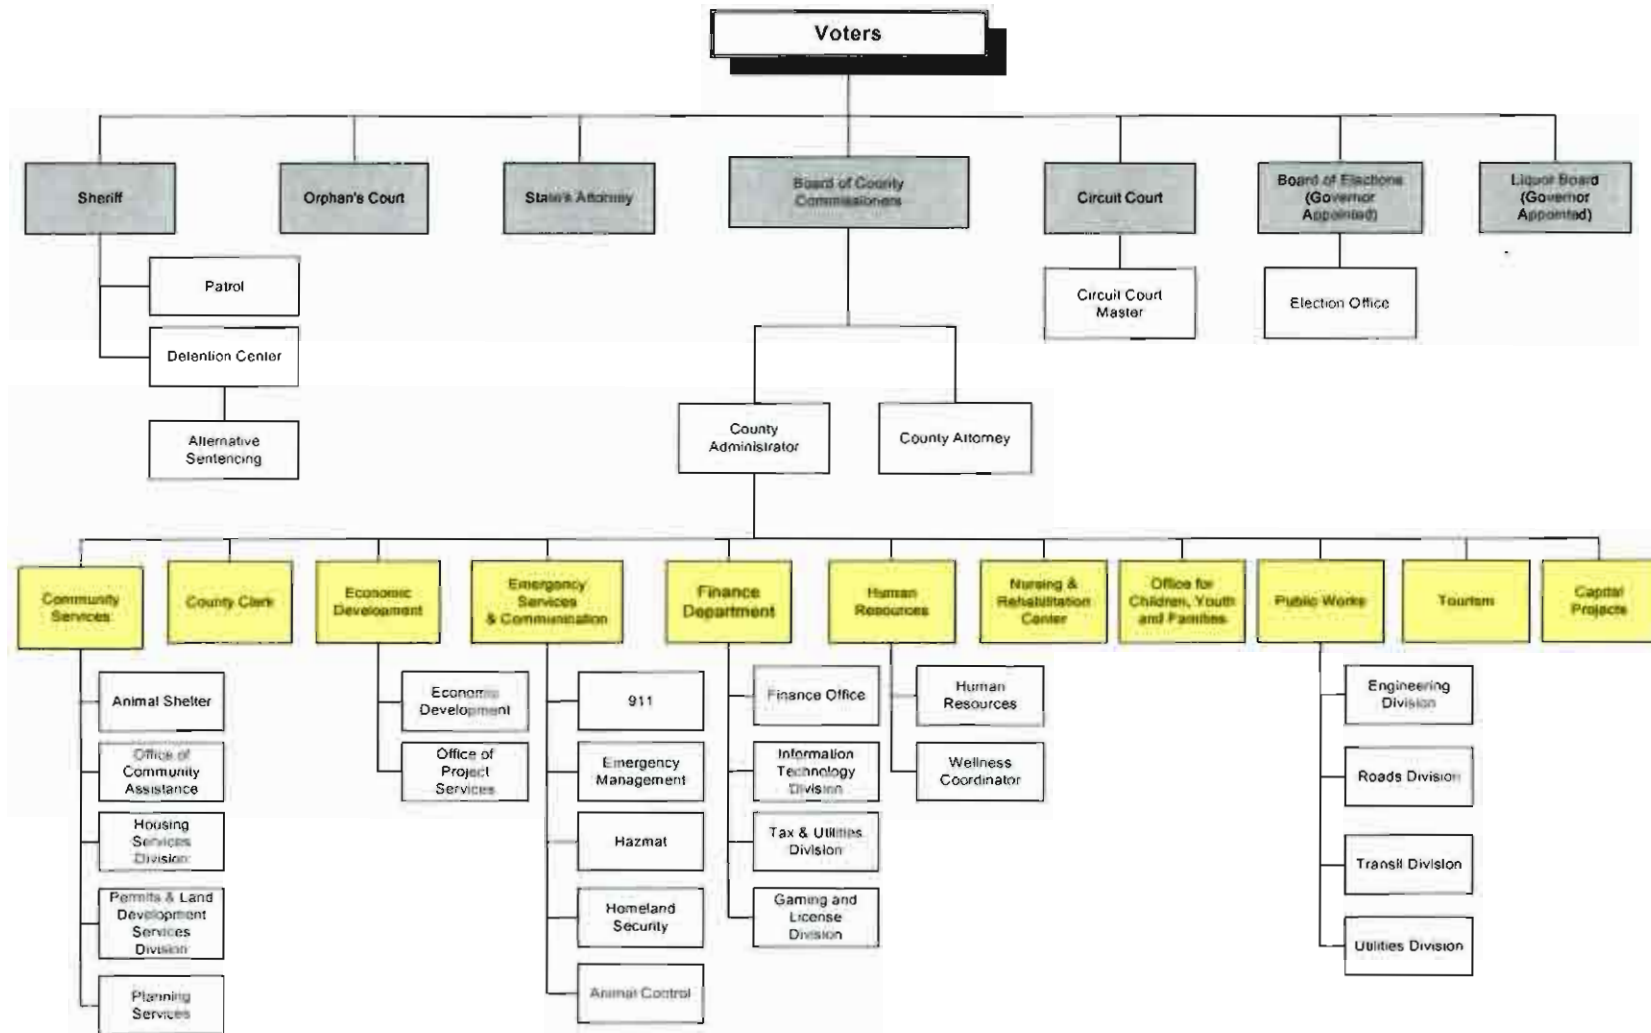 Voters
Sheriff
Orphan's Court
State's Attorney
Board of County
Commissioners
Circuit Court
Board of Elections
(Governor
Appointed)
Liquor Board
(Governor
Appointed)
Patrol
Detention Center
Alternative
Sentencing
Circuit Court
Master
Election Office
County
Administrator
County Attorney
Community
Services
County Clerk
Economic
Development
Emergency
Services
& Communication
Finance
Department
Human
Resources
Nursing &
Rehabilitation
Center
Office for
Children, Youth
and Families
Public Works
Tourism
Capital
Projects
Animal Shelter
Office of
Community
Assistance
Housing
Services
Division
Permits & Land
Development
Services
Division
Planning
Services
Economic
Development
Office of
Project
Services
911
Emergency
Management
Hazmat
Homeland
Security
Animal Control
Finance Office
Information
Technology
Division
Tax & Utilities
Division
Gaming and
License
Division
Human
Resources
Wellness
Coordinator
Engineering
Division
Roads Division
Transit Division
Utilities Division